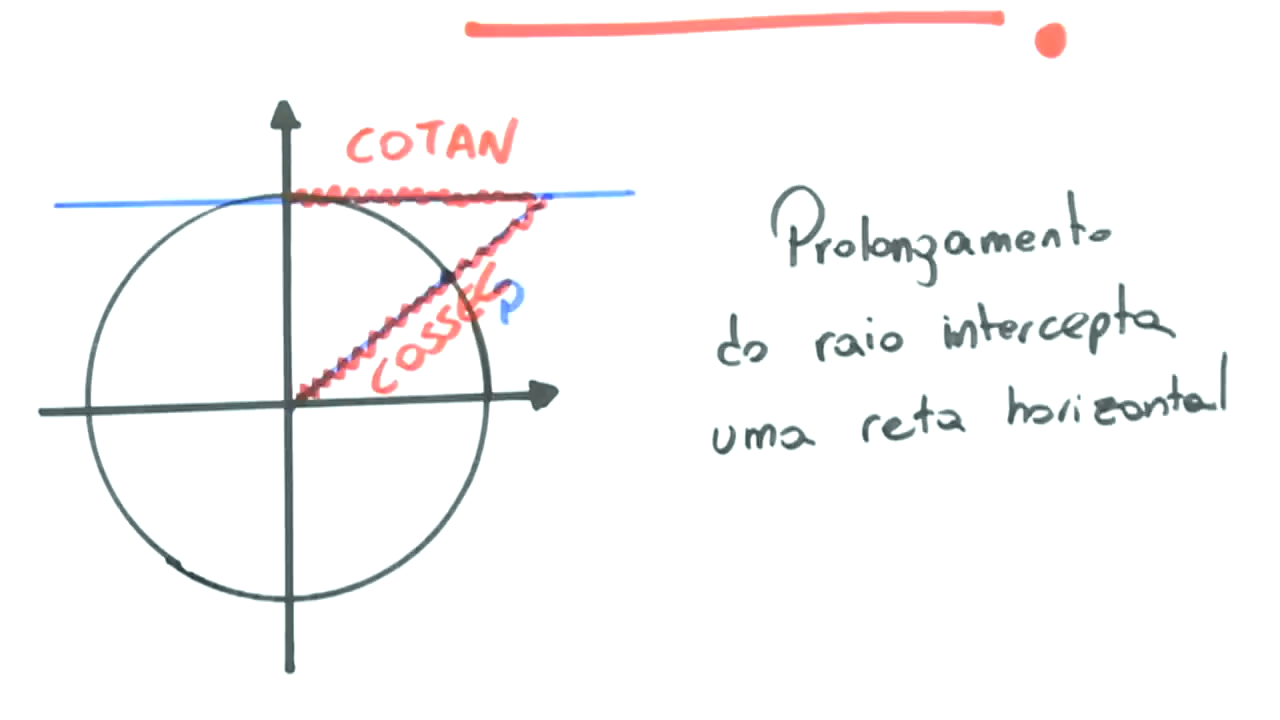 COTAN
COSSEC
P
Prolongamento
do raio intercepta
uma reta horizontal